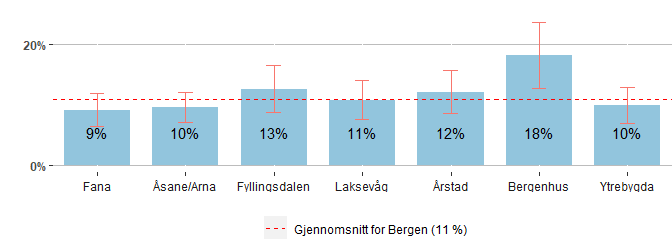 20%
9% 10% 13% 11% 12% 18% 10%
0%
Fana Åsane/Arna Fyllingsdalen Laksevåg Årstad Bergenhus Ytrebygda
Gjennomsnitt for Bergen (11 %)